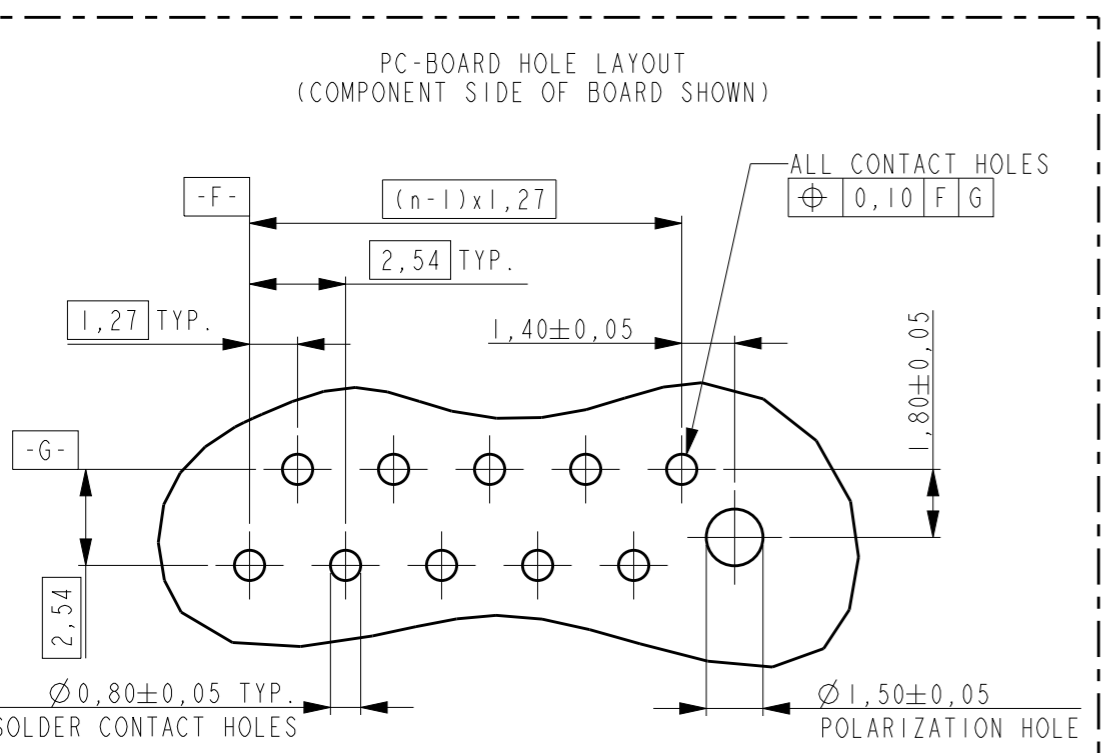 PC-BOARD HOLE LAYOUT
(COMPONENT SIDE OF BOARD SHOWN)
ALL CONTACT HOLES
⌖ 0,10 F G
-F-
(n-1)x1,27
2,54 TYP.
1,27 TYP.
1,40±0,05
1,80±0,05
-G-
2,54
Ø0,80±0,05 TYP.
SOLDER CONTACT HOLES
Ø1,50±0,05
POLARIZATION HOLE